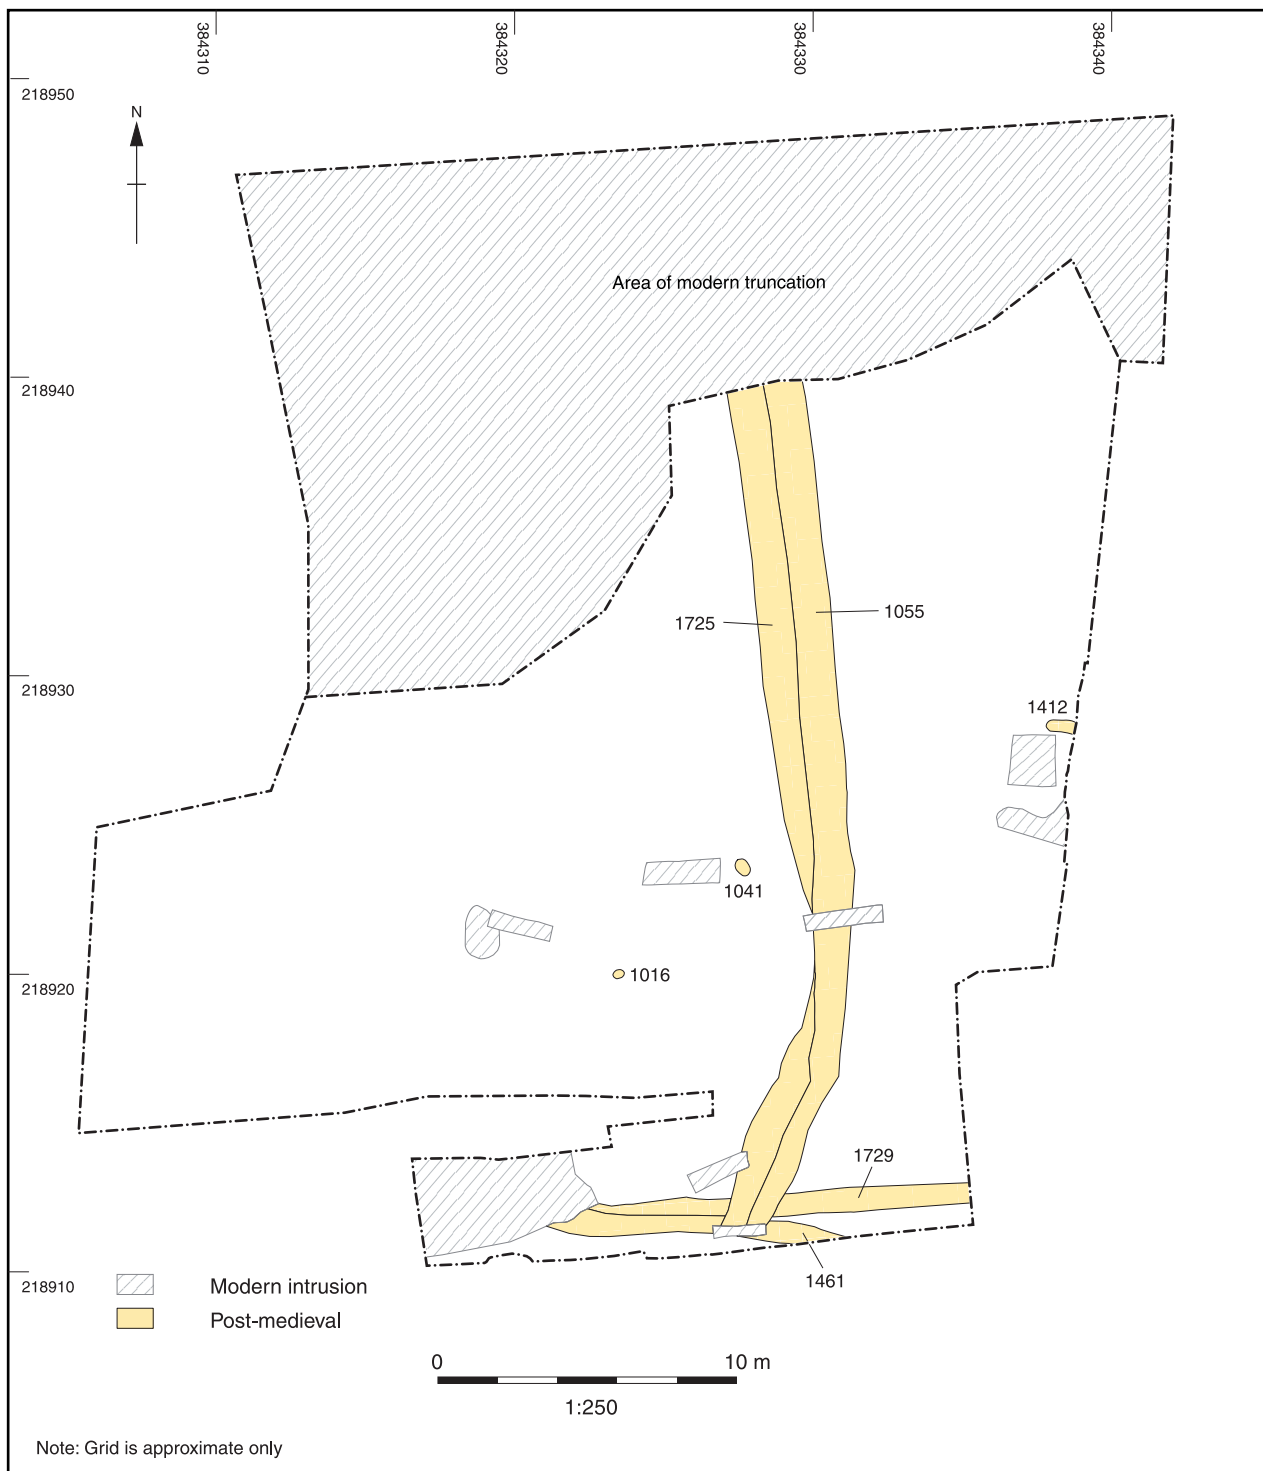 384310
384320
384330
384340
218950
N
Area of modern truncation
218940
1725
1055
218930
1412
1041
218920
1016
1729
1461
218910
Modern intrusion
Post-medieval
0 10 m
1:250
Note: Grid is approximate only